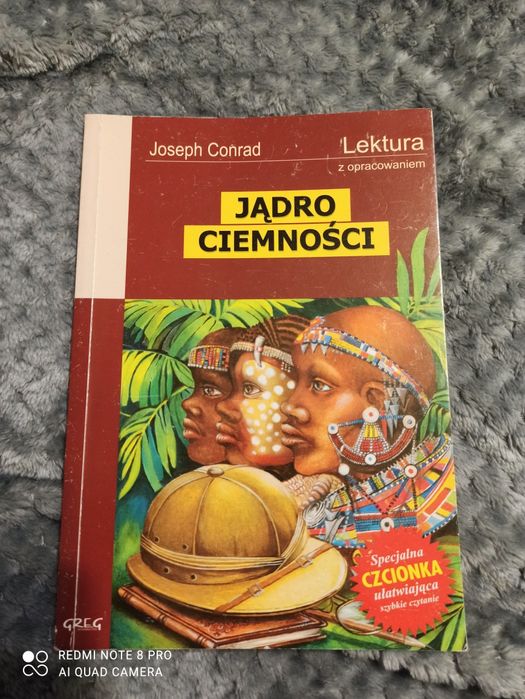 Joseph Conrad
Lektura
z opracowaniem
JĄDRO
CIEMNOŚCI
Specjalna
CZCIONKA
ułatwiająca
szybkie czytanie
GREG
REDMI NOTE 8 PRO
AI QUAD CAMERA